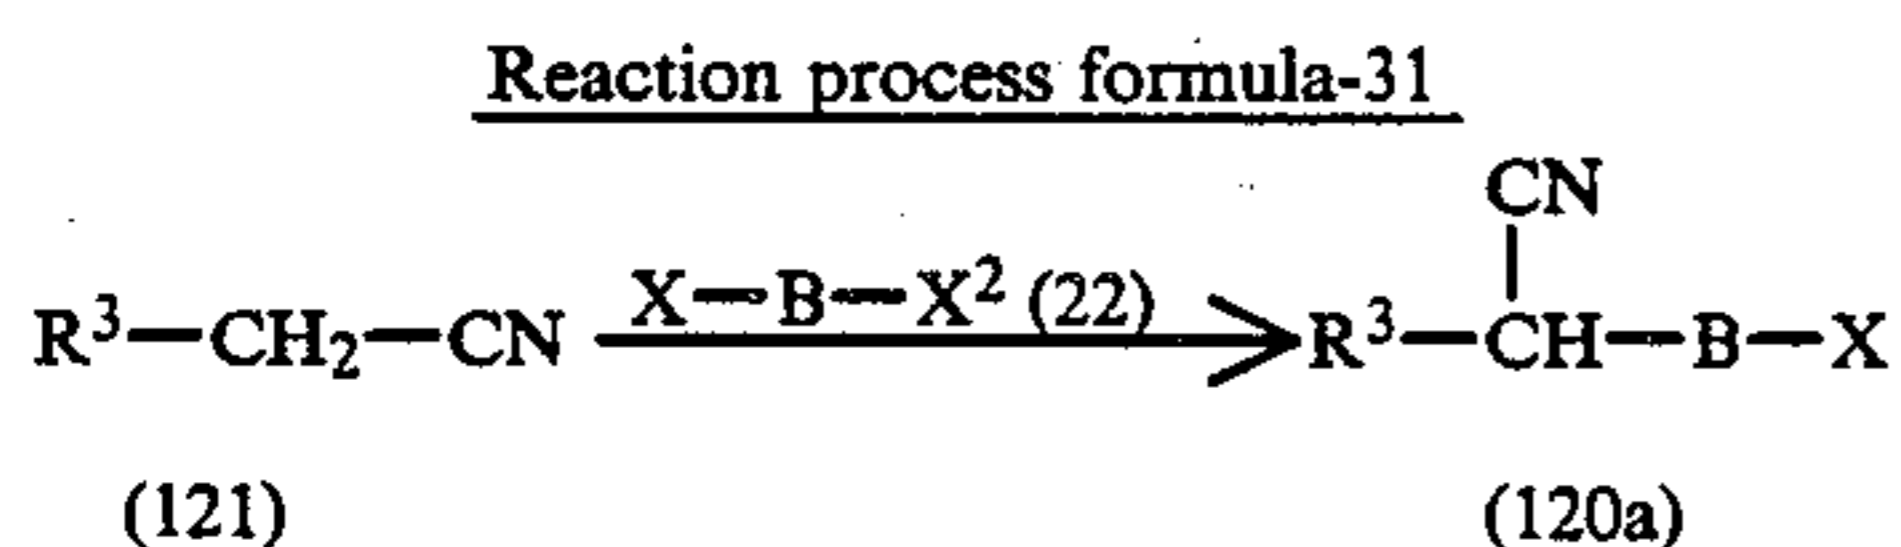 Reaction process formula-31
CN
X—B—X² (22)
R³—CH₂—CN R³—CH—B—X
(121) (120a)